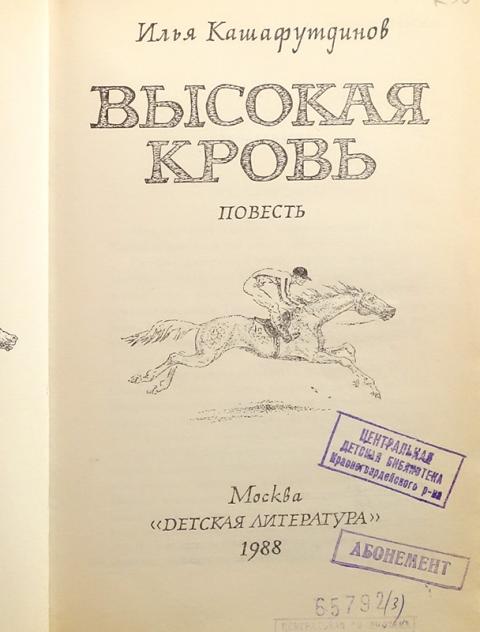 Илья Кашафутдинов
ВЫСОКАЯ
КРОВЬ
ПОВЕСТЬ
ЦЕНТРАЛЬНАЯ
ДЕТСКАЯ БИБЛИОТЕКА
Красногвардейского р-на
Москва
«ДЕТСКАЯ ЛИТЕРАТУРА»
1988
АБОНЕМЕНТ
65792(3)